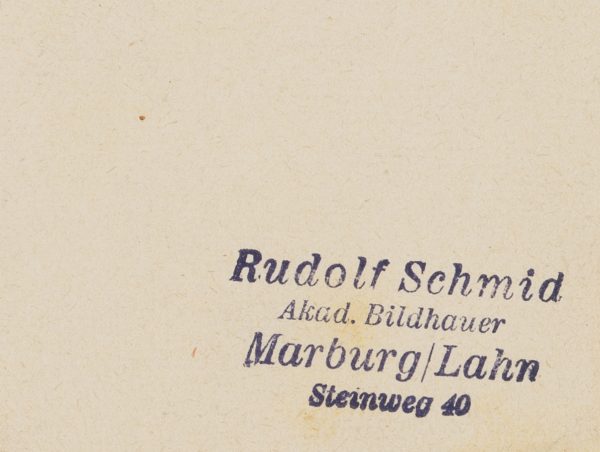 Rudolf Schmid
Akad. Bildhauer
Marburg/Lahn
Steinweg 40